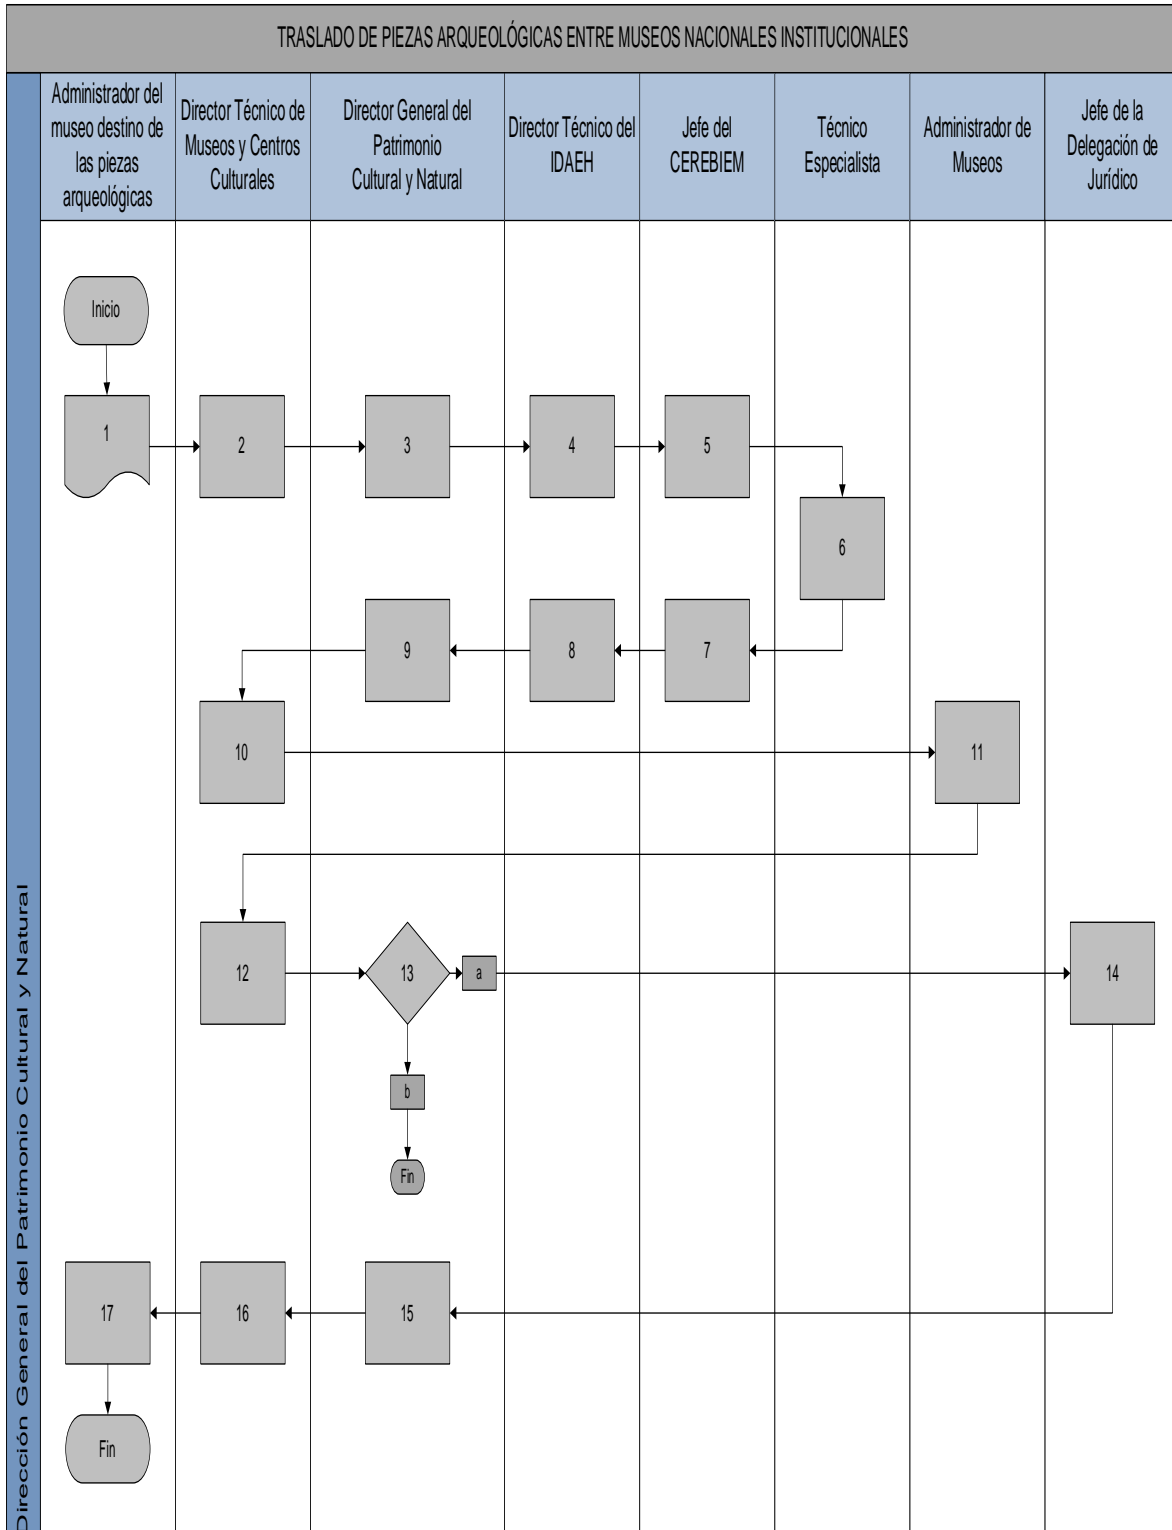 TRASLADO DE PIEZAS ARQUEOLÓGICAS ENTRE MUSEOS NACIONALES INSTITUCIONALES
Dirección General del Patrimonio Cultural y Natural
Administrador del
museo destino de
las piezas
arqueológicas
Director Técnico de
Museos y Centros
Culturales
Director General del
Patrimonio
Cultural y Natural
Director Técnico del
IDAEH
Jefe del
CEREBIEM
Técnico
Especialista
Administrador de
Museos
Jefe de la
Delegación de
Jurídico
Inicio
1
2
3
4
5
6
7
8
9
10
11
12
13
a
14
b
Fin
15
16
17
Fin